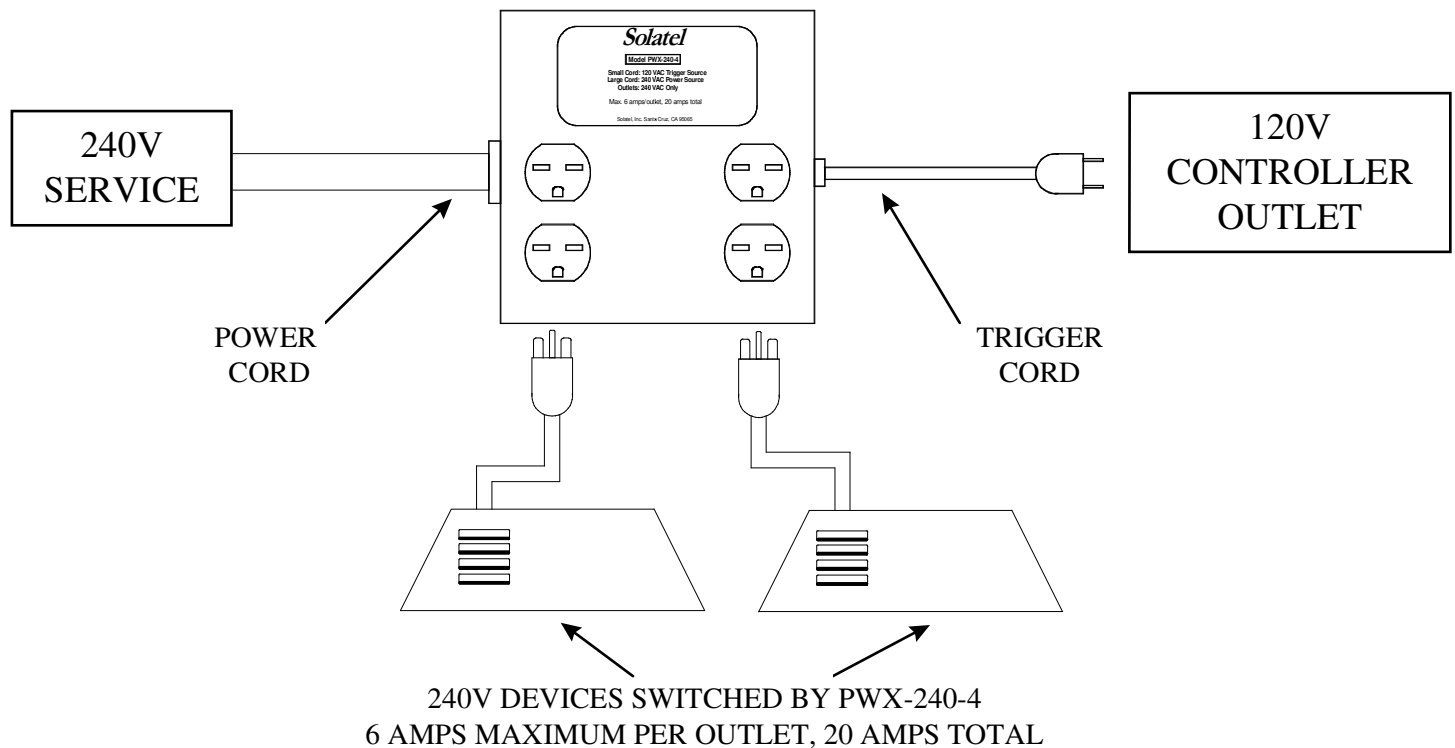 Solatel
Model PWX-240-4
Small Cord: 120 VAC Trigger Source
Large Cord: 240 VAC Power Source
Outlets: 240 VAC Only
Max. 6 amps/outlet, 20 amps total
Solatel, Inc. Santa Cruz, CA 95065
240V
SERVICE
120V
CONTROLLER
OUTLET
POWER
CORD
TRIGGER
CORD
240V DEVICES SWITCHED BY PWX-240-4
6 AMPS MAXIMUM PER OUTLET, 20 AMPS TOTAL